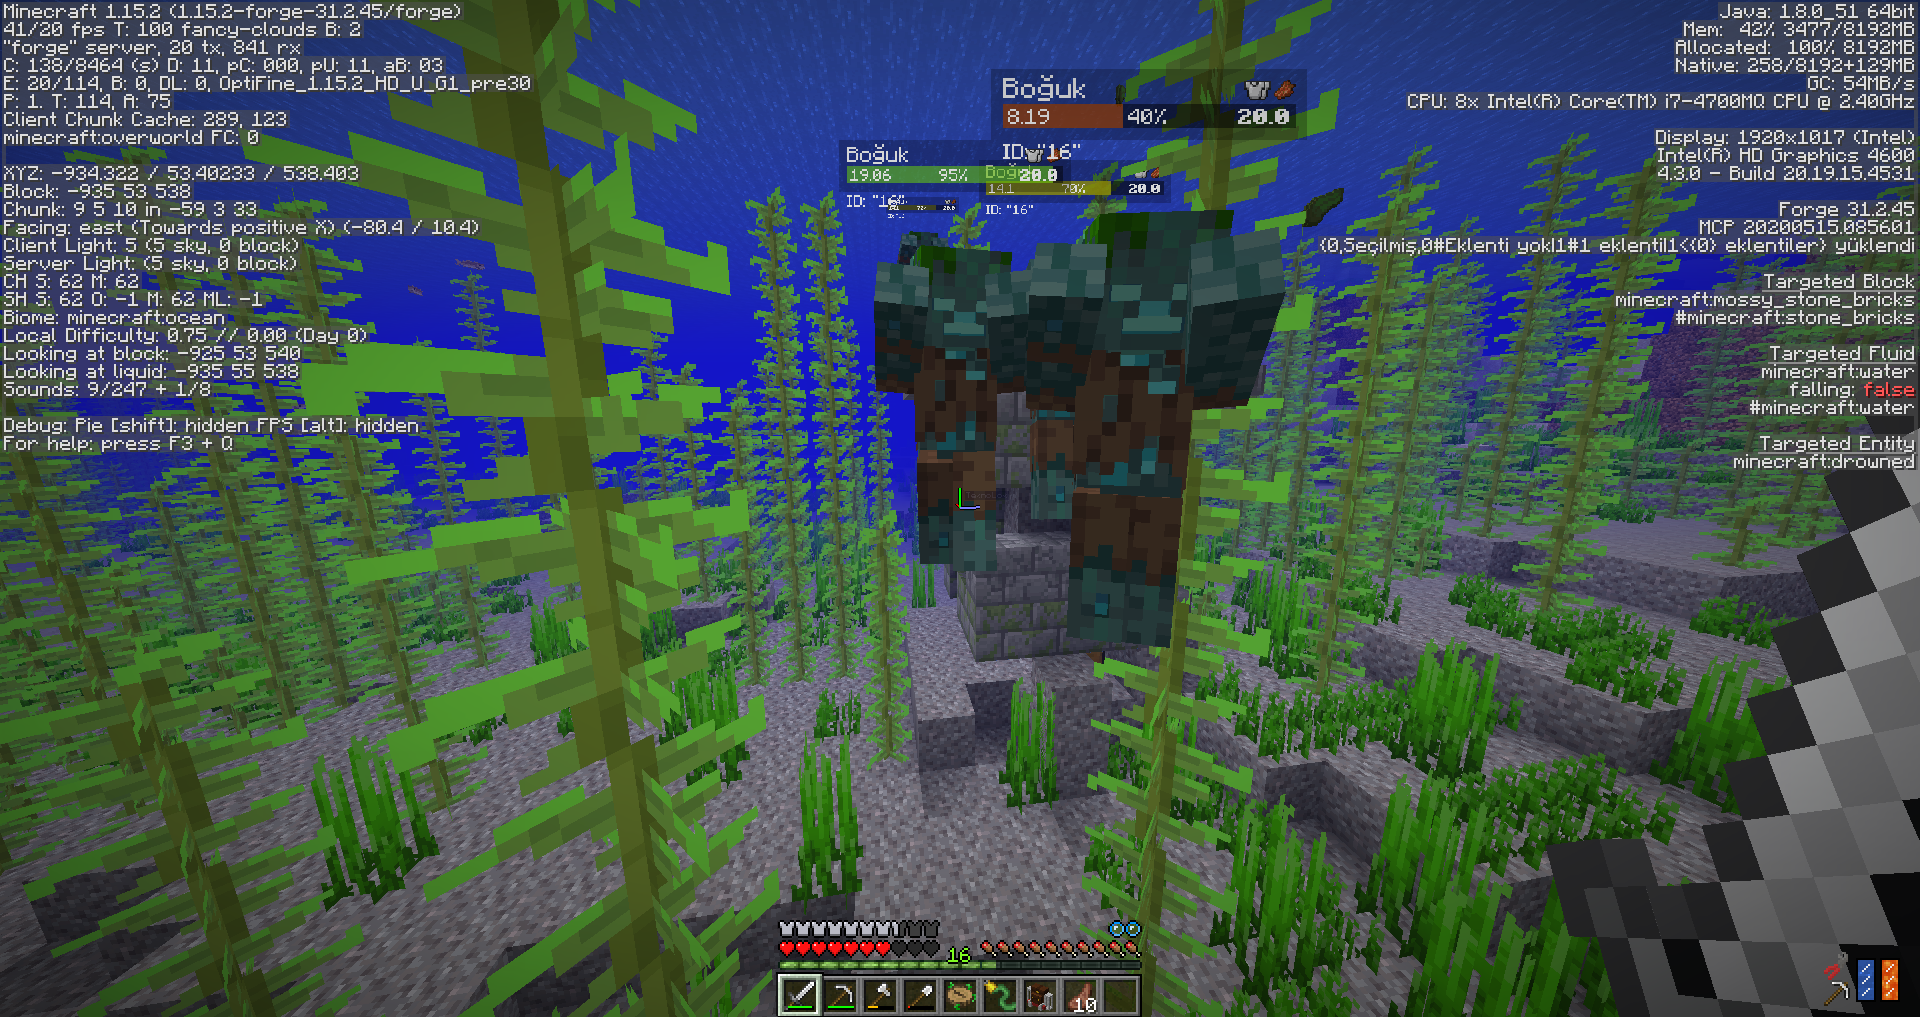 Minecraft 1.15.2 (1.15.2-forge-31.2.45/forge)
41/20 fps T: 100 fancy-clouds B: 2
"forge" server, 20 tx, 841 rx
C: 138/8464 (s) D: 11, pC: 000, pU: 11, aB: 03
E: 20/114, B: 0, DL: 0, OptiFine_1.15.2_HD_U_G1_pre30
P: 1. T: 114, A: 75
Client Chunk Cache: 289, 123
minecraft:overworld FC: 0
XYZ: -934.322 / 53.40233 / 538.403
Block: -935 53 538
Chunk: 9 5 10 in -59 3 33
Facing: east (Towards positive X) (-80.4 / 10.4)
Client Light: 5 (5 sky, 0 block)
Server Light: (5 sky, 0 block)
CH S: 62 M: 62
SH S: 62 O: -1 M: 62 ML: -1
Biome: minecraft:ocean
Local Difficulty: 0.75 // 0.00 (Day 0)
Looking at block: -925 53 540
Looking at liquid: -935 55 538
Sounds: 9/247 + 1/8
Debug: Pie [shift]: hidden FPS [alt]: hidden
For help: press F3 + Q
Java: 1.8.0_51 64bit
Mem: 42% 3477/8192MB
Allocated: 100% 8192MB
Native: 258/8192+129MB
GC: 54MB/s
CPU: 8x Intel(R) Core(TM) i7-4700MQ CPU @ 2.40GHz
Display: 1920x1017 (Intel)
Intel(R) HD Graphics 4600
4.3.0 - Build 20.19.15.4531
Forge 31.2.45
MCP 20200515.085601
{0,Seçilmiş,0#Eklenti yok|1#1 eklenti|1<{0} eklentiler} yüklendi
Targeted Block
minecraft:mossy_stone_bricks
#minecraft:stone_bricks
Targeted Fluid
minecraft:water
falling: false
#minecraft:water
Targeted Entity
minecraft:drowned
Boğuk
8.19 40% 20.0
ID: "16"
Boğuk
19.06 95% 20.0
ID: "16"
Boğuk
14.1 70% 20.0
ID: "16"
16
10